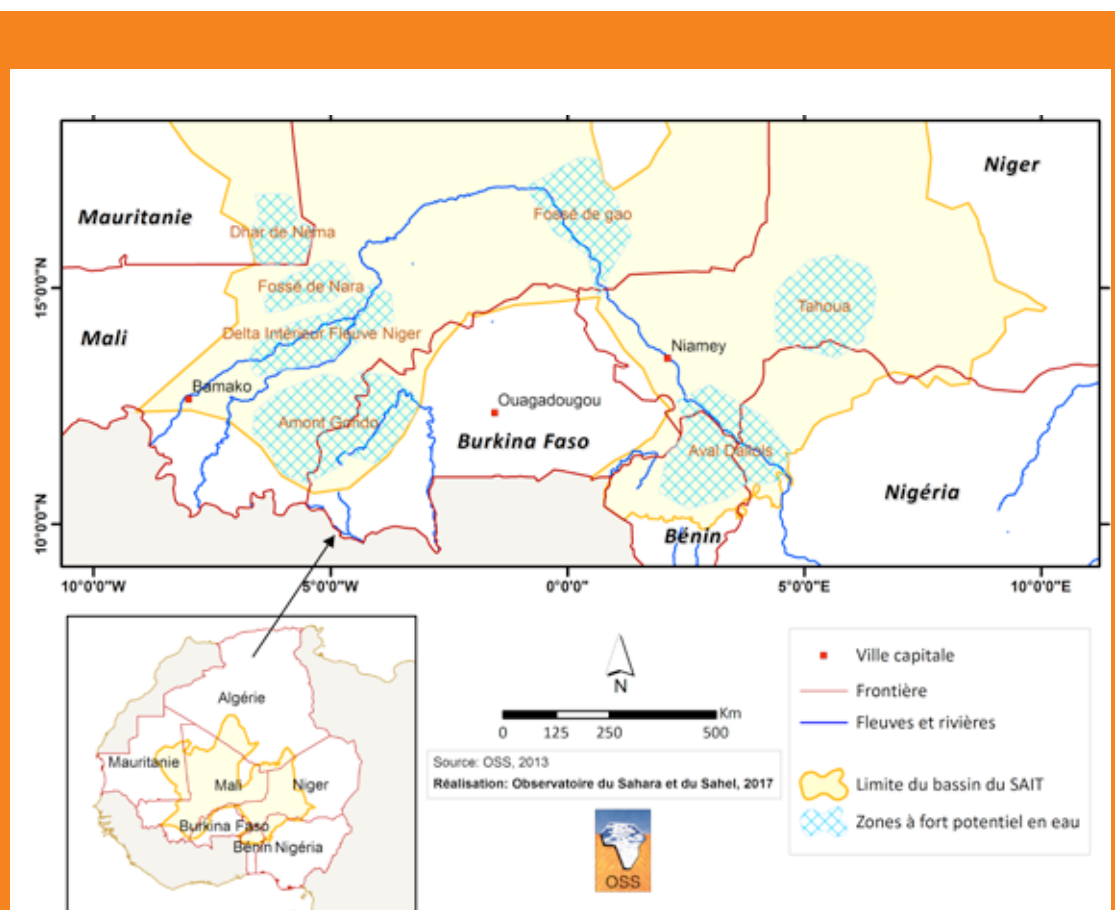 Niger
Mauritanie
Fossé de gao
Dhar de Néma
Fossé de Nara
Tahoua
Delta Intérieur Fleuve Niger
Mali
Niamey
Bamako
Ouagadougou
Amont Gondo
Burkina Faso
Aval Dallols
Nigéria
Bénin
15°0'0"N
10°0'0"N
10°0'0"W
5°0'0"W
0°0'0"
5°0'0"E
10°0'0"E
Algérie
Mauritanie
Mali
Niger
Burkina Faso
Bénin
Nigéria
N
Km
0 125 250 500
Source: OSS, 2013
Réalisation: Observatoire du Sahara et du Sahel, 2017
OSS
Ville capitale
Frontière
Fleuves et rivières
Limite du bassin du SAIT
Zones à fort potentiel en eau